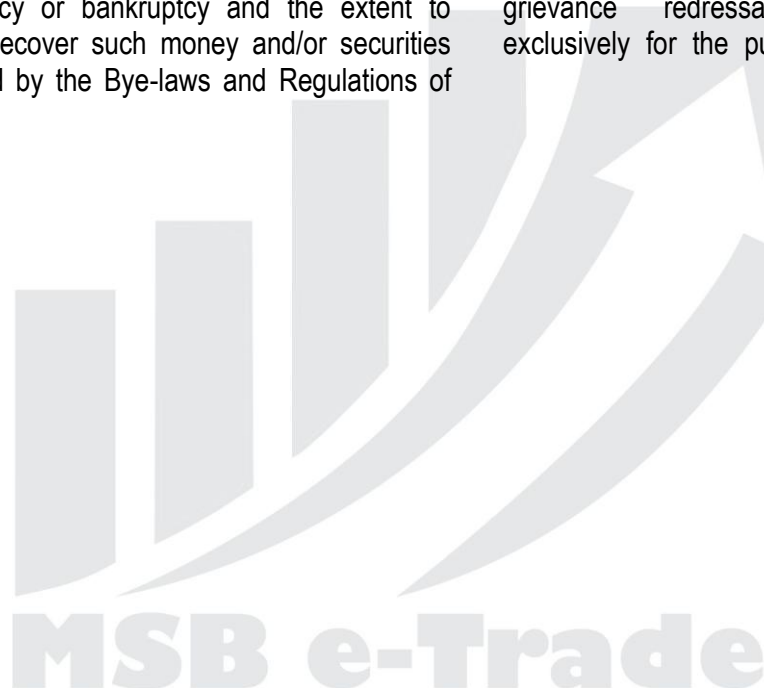 cy or bankruptcy and the extent to
ecover such money and/or securities
by the Bye-laws and Regulations of
grievance redressa
exclusively for the pu
MSB e-Trade